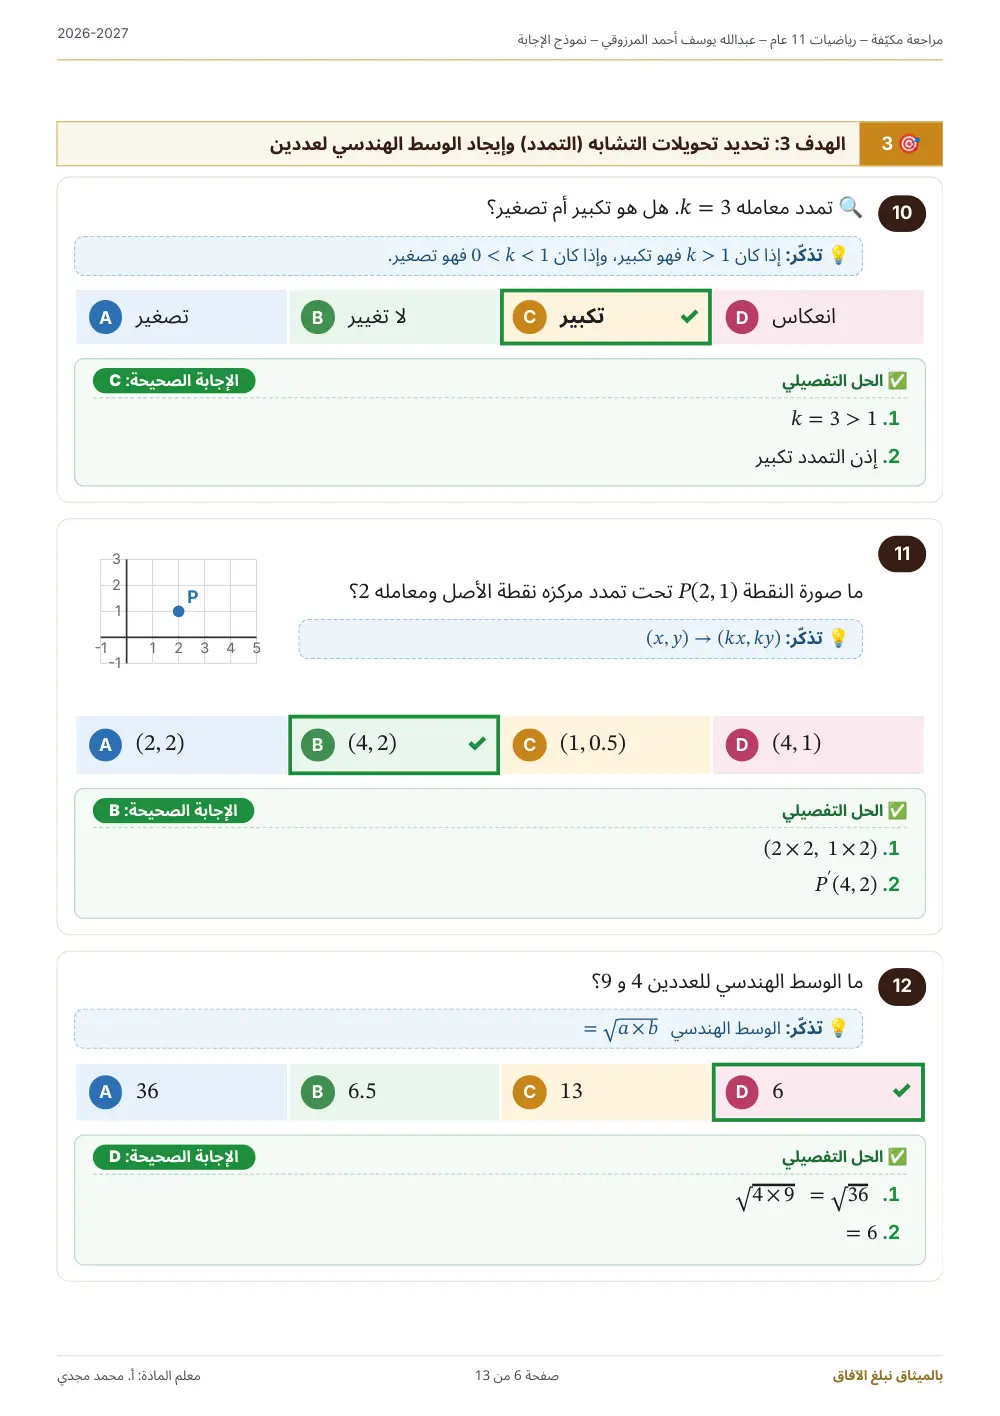 مراجعة مكيّفة – رياضيات 11 عام – عبدالله يوسف أحمد المرزوقي – نموذج الإجابة
2026-2027
🎯 3
الهدف 3: تحديد تحويلات التشابه (التمدد) وإيجاد الوسط الهندسي لعددين
10
🔍 تمدد معامله k = 3. هل هو تكبير أم تصغير؟
💡 تذكّر: إذا كان k > 1 فهو تكبير، وإذا كان 0 < k < 1 فهو تصغير.
A تصغير
B لا تغيير
C تكبير ✔
D انعكاس
✅ الحل التفصيلي
الإجابة الصحيحة: C
1. k = 3 > 1
2. إذن التمدد تكبير
11
ما صورة النقطة P(2, 1) تحت تمدد مركزه نقطة الأصل ومعامله 2؟
💡 تذكّر: (x, y) → (kx, ky)
3
2
P
1
-1 1 2 3 4 5
-1
A (2, 2)
B (4, 2) ✔
C (1, 0.5)
D (4, 1)
✅ الحل التفصيلي
الإجابة الصحيحة: B
1. (2 × 2, 1 × 2)
2. P′(4, 2)
12
ما الوسط الهندسي للعددين 4 و 9؟
💡 تذكّر: الوسط الهندسي = √a × b
A 36
B 6.5
C 13
D 6 ✔
✅ الحل التفصيلي
الإجابة الصحيحة: D
1. √4 × 9 = √36
2. = 6
بالميثاق نبلغ الآفاق
صفحة 6 من 13
معلم المادة: أ. محمد مجدي